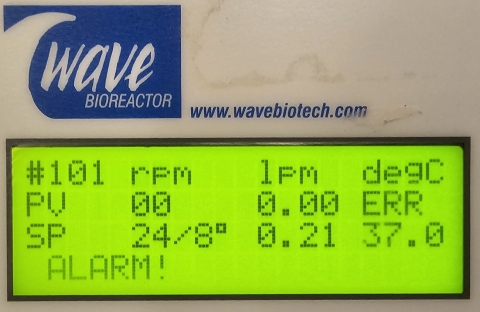 wave
BIOREACTOR
www.wavebiotech.com
#101 rpm lpm degC
PV 00 0.00 ERR
SP 24/8° 0.21 37.0
ALARM!